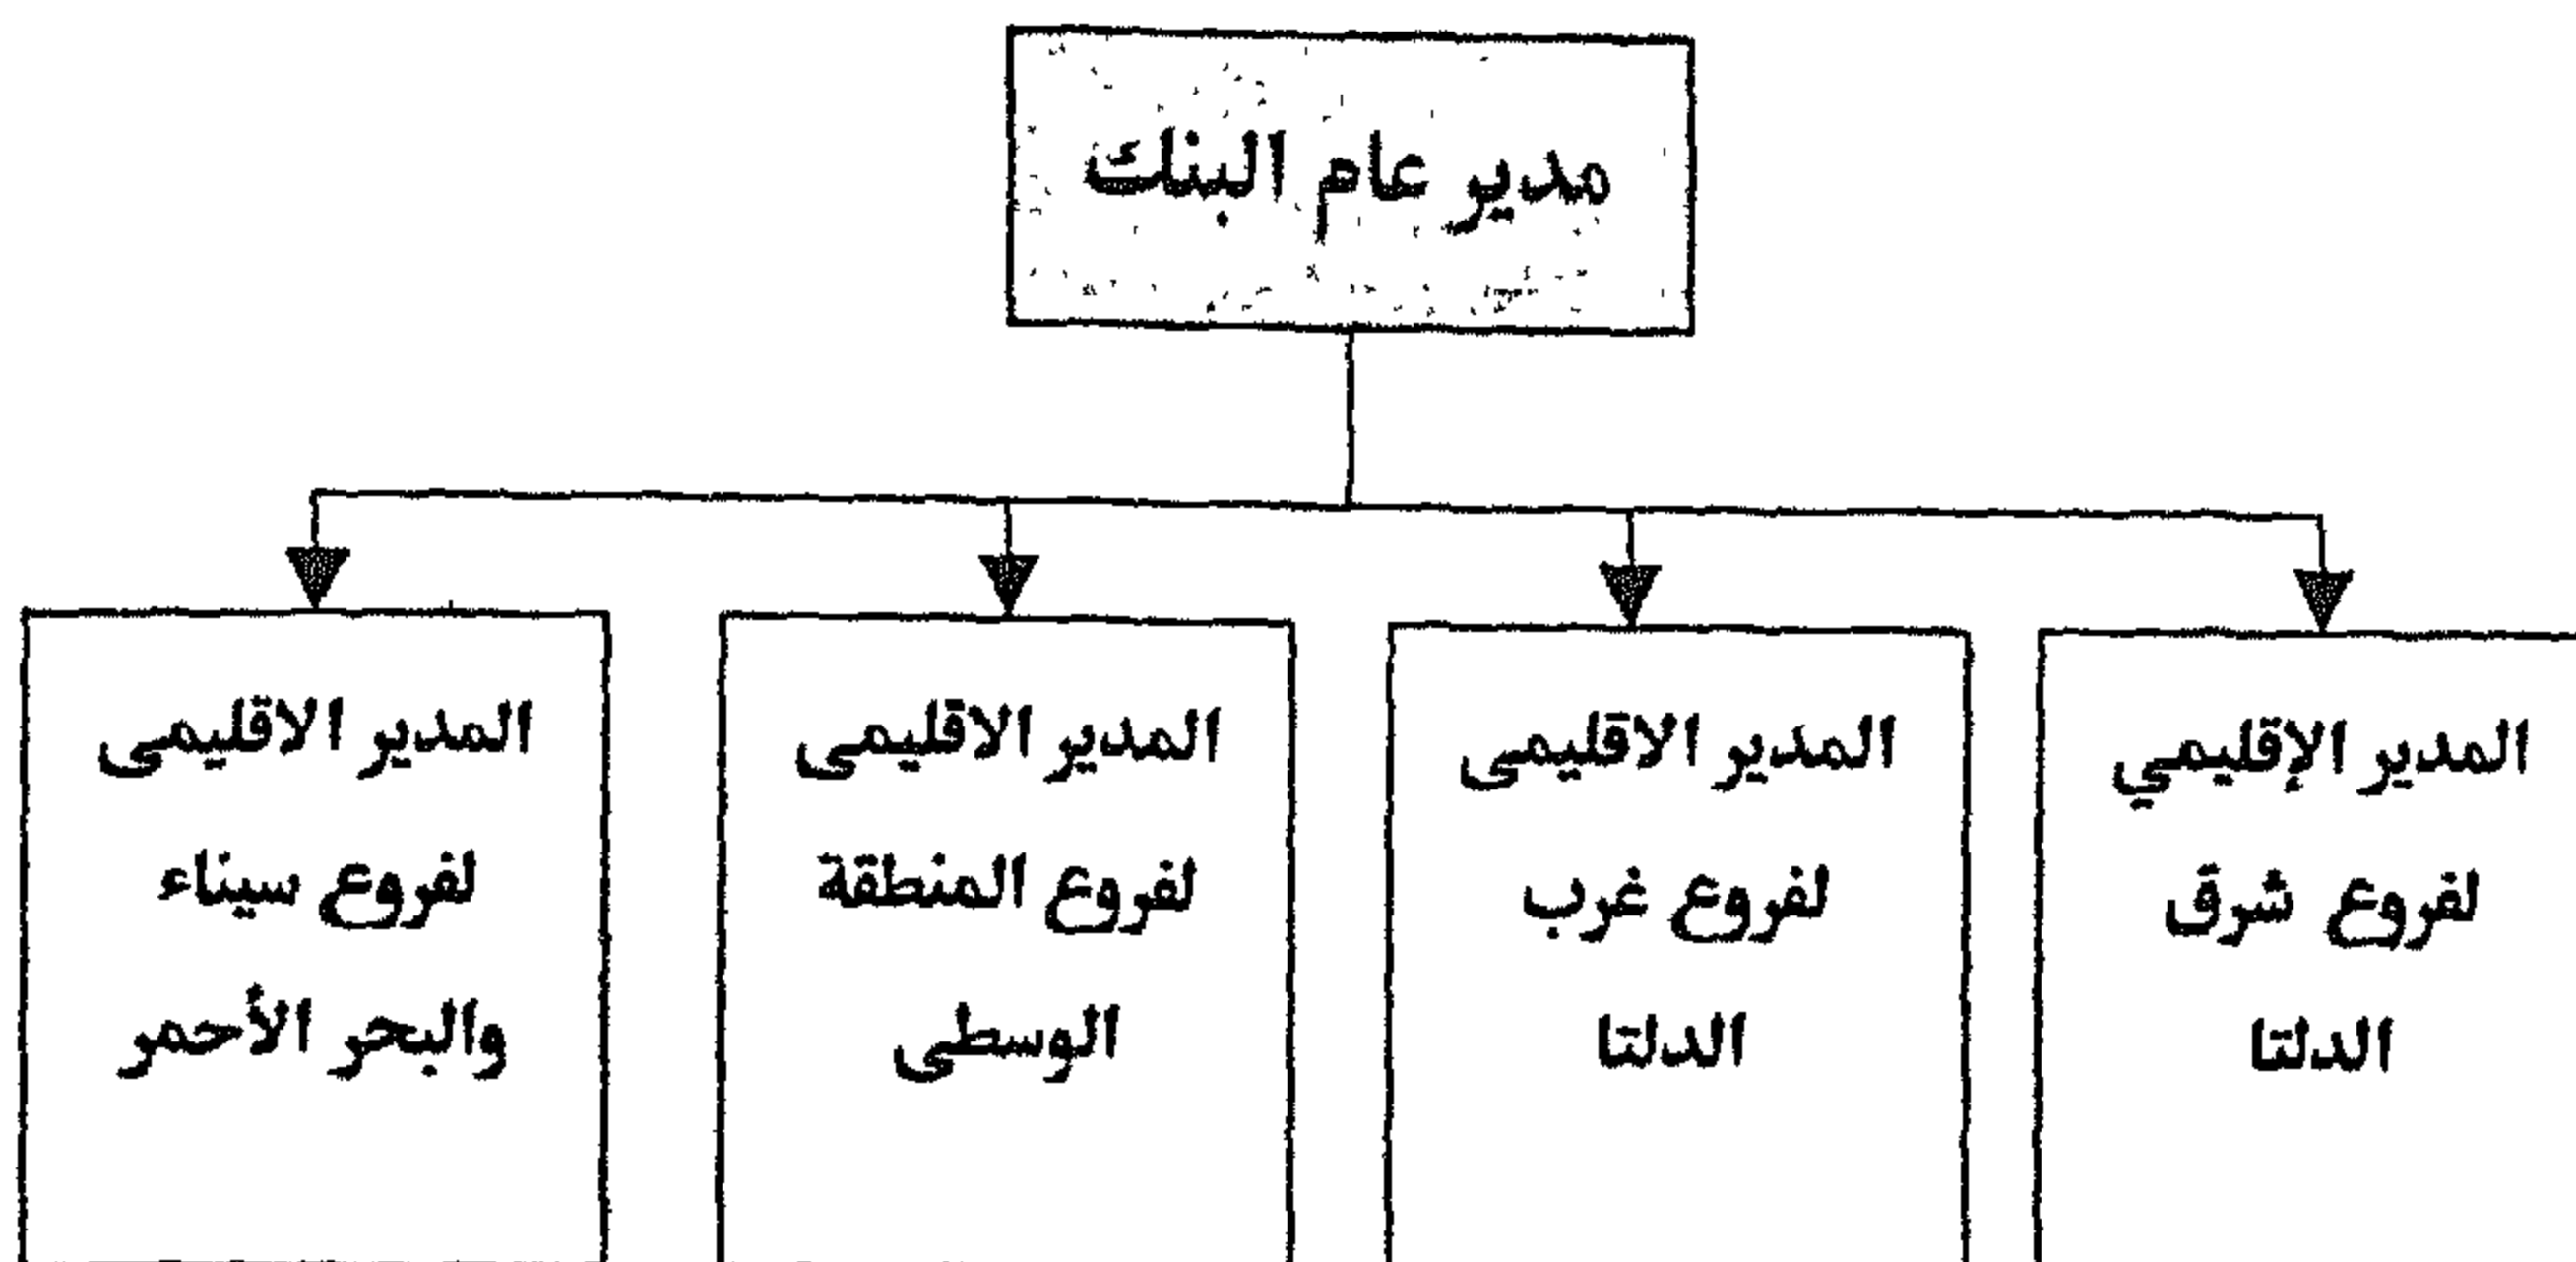 مدير عام البنك
المدير الإقليمي
لفروع شرق
الدلتا
المدير الاقليمى
لفروع غرب
الدلتا
المدير الاقليمى
لفروع المنطقة
الوسطى
المدير الاقليمى
لفروع سيناء
والبحر الأحمر